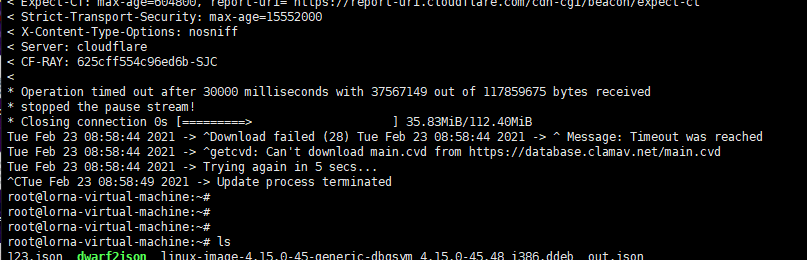 < Expect-CT: max-age=604800, report-uri="https://report-uri.cloudflare.com/cdn-cgi/beacon/expect-ct
< Strict-Transport-Security: max-age=15552000
< X-Content-Type-Options: nosniff
< Server: cloudflare
< CF-RAY: 625cff554c96ed6b-SJC
<
* Operation timed out after 30000 milliseconds with 37567149 out of 117859675 bytes received
* stopped the pause stream!
* Closing connection 0s [=========>                    ] 35.83MiB/112.40MiB
Tue Feb 23 08:58:44 2021 -> ^Download failed (28) Tue Feb 23 08:58:44 2021 -> ^ Message: Timeout was reached
Tue Feb 23 08:58:44 2021 -> ^getcvd: Can't download main.cvd from https://database.clamav.net/main.cvd
Tue Feb 23 08:58:44 2021 -> Trying again in 5 secs...
^CTue Feb 23 08:58:49 2021 -> Update process terminated
root@lorna-virtual-machine:~#
root@lorna-virtual-machine:~#
root@lorna-virtual-machine:~#
root@lorna-virtual-machine:~# ls
123.json  dwarf2json  linux-image-4.15.0-45-generic-dbgsym_4.15.0-45.48_i386.ddeb  out.json